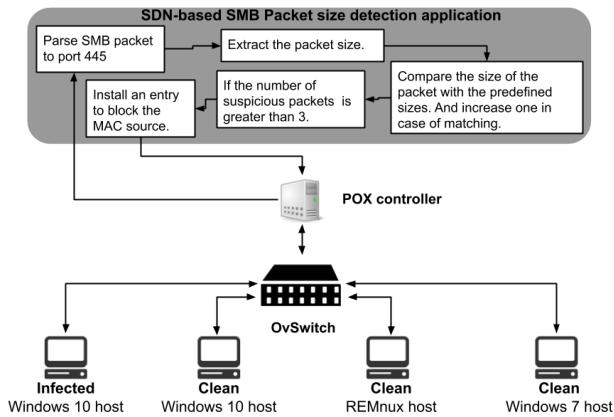 SDN-based SMB Packet size detection application
Parse SMB packet
to port 445
Extract the packet size.
Compare the size of the
packet with the predefined
sizes. And increase one in
case of matching.
If the number of
suspicious packets is
greater than 3.
Install an entry
to block the
MAC source.
POX controller
OvSwitch
Infected
Windows 10 host
Clean
Windows 10 host
Clean
REMnux host
Clean
Windows 7 host